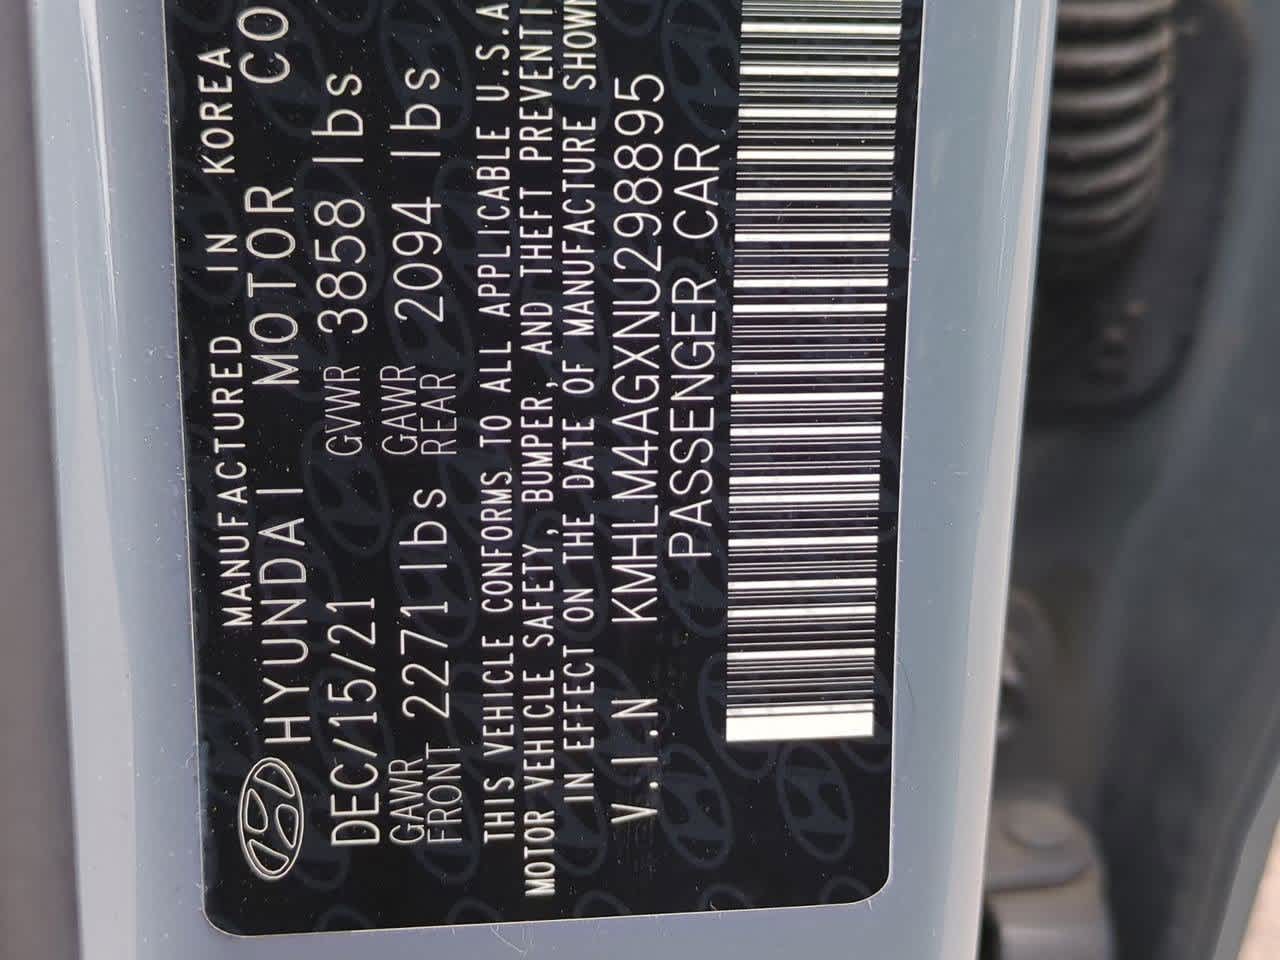 MANUFACTURED IN KOREA
HYUNDAI MOTOR CO
DEC/15/21 GVWR 3858 lbs
GAWR FRONT 2271 lbs GAWR REAR 2094 lbs
THIS VEHICLE CONFORMS TO ALL APPLICABLE U.S.A
MOTOR VEHICLE SAFETY, BUMPER, AND THEFT PREVENTI
IN EFFECT ON THE DATE OF MANUFACTURE SHOWN
V.I.N KMHLM4AGXNU298895
PASSENGER CAR